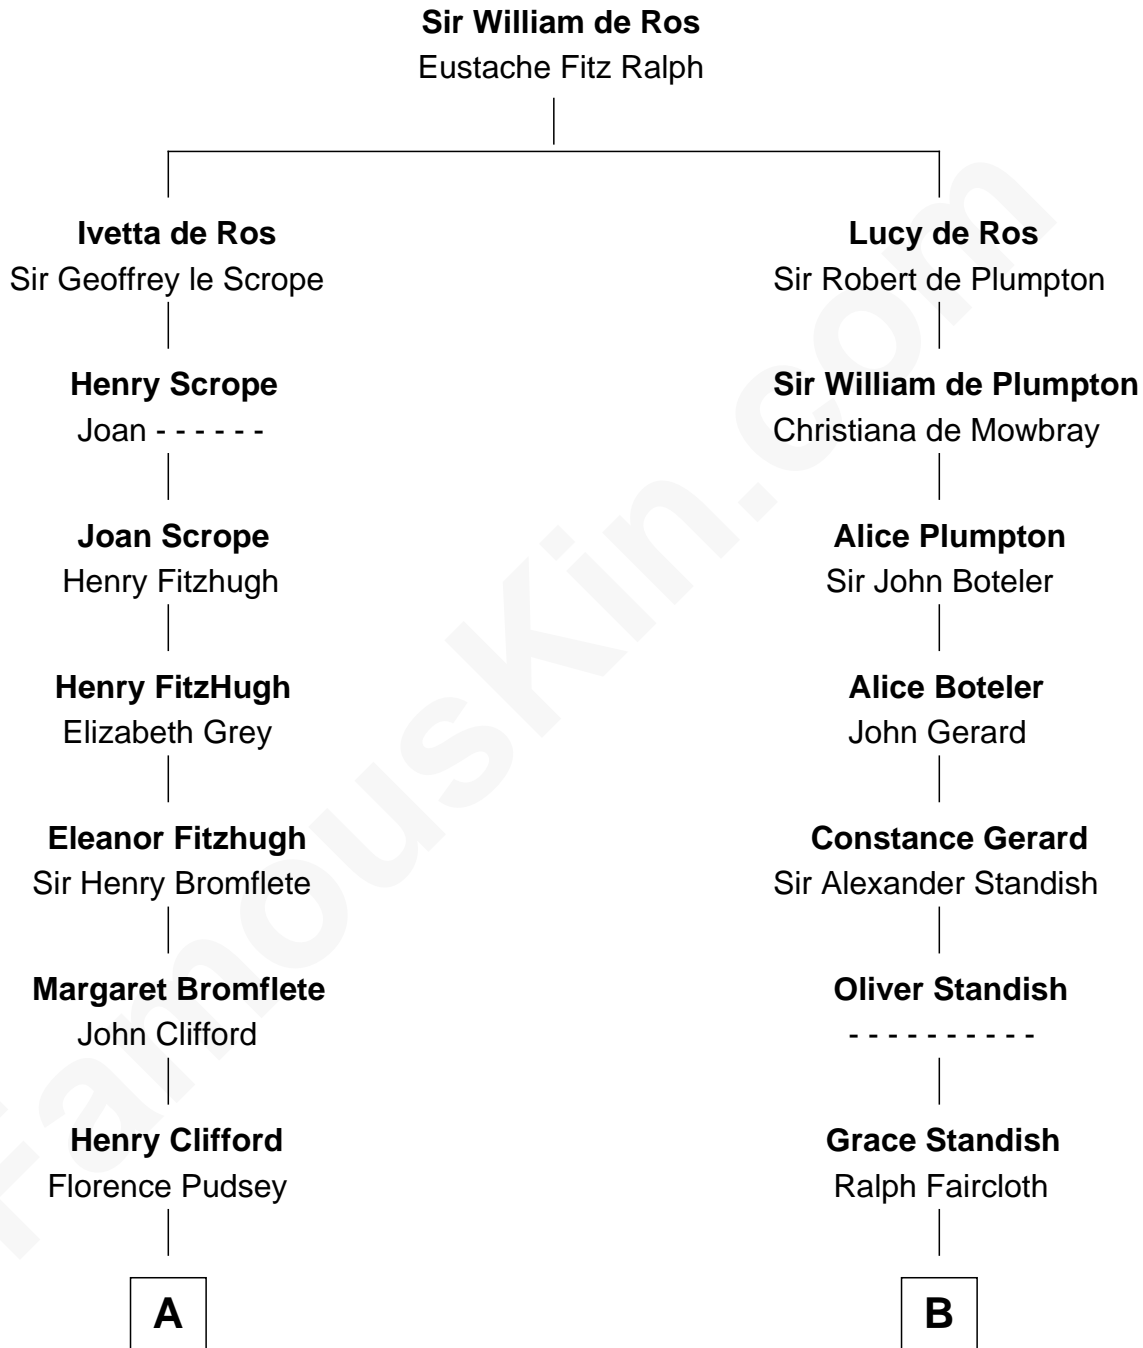 Sir William de Ros
Eustache Fitz Ralph
Ivetta de Ros
Sir Geoffrey le Scrope
Lucy de Ros
Sir Robert de Plumpton
Henry Scrope
Joan - - - - - -
Sir William de Plumpton
Christiana de Mowbray
Joan Scrope
Henry Fitzhugh
Alice Plumpton
Sir John Boteler
Henry FitzHugh
Elizabeth Grey
Alice Boteler
John Gerard
Eleanor Fitzhugh
Sir Henry Bromflete
Constance Gerard
Sir Alexander Standish
Margaret Bromflete
John Clifford
Oliver Standish
- - - - - - - - - -
Henry Clifford
Florence Pudsey
Grace Standish
Ralph Faircloth
A
B
FamousKin.com